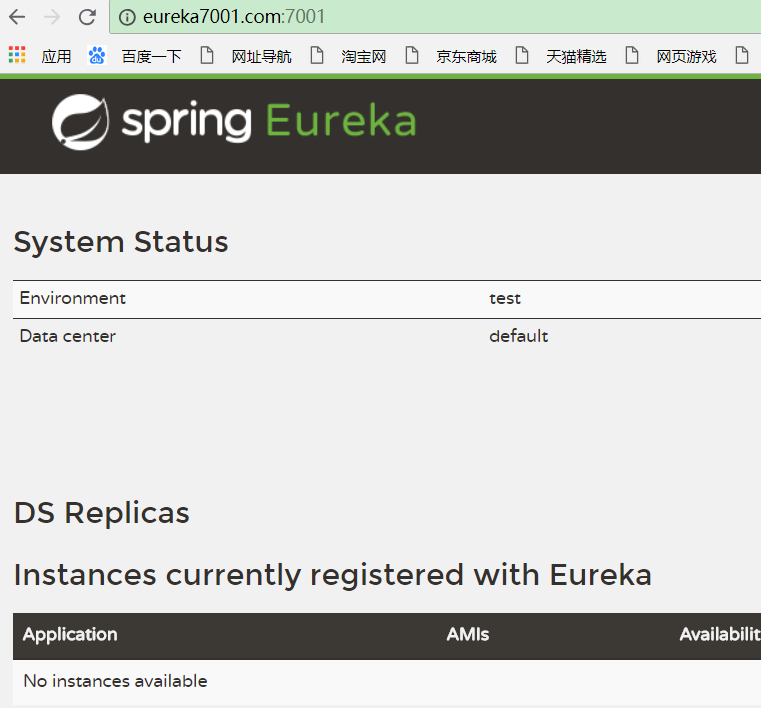 eureka7001.com:7001
应用 百度一下 网址导航 淘宝网 京东商城 天猫精选 网页游戏
spring Eureka
System Status
Environment test
Data center default
DS Replicas
Instances currently registered with Eureka
Application AMIs Availabilit
No instances available